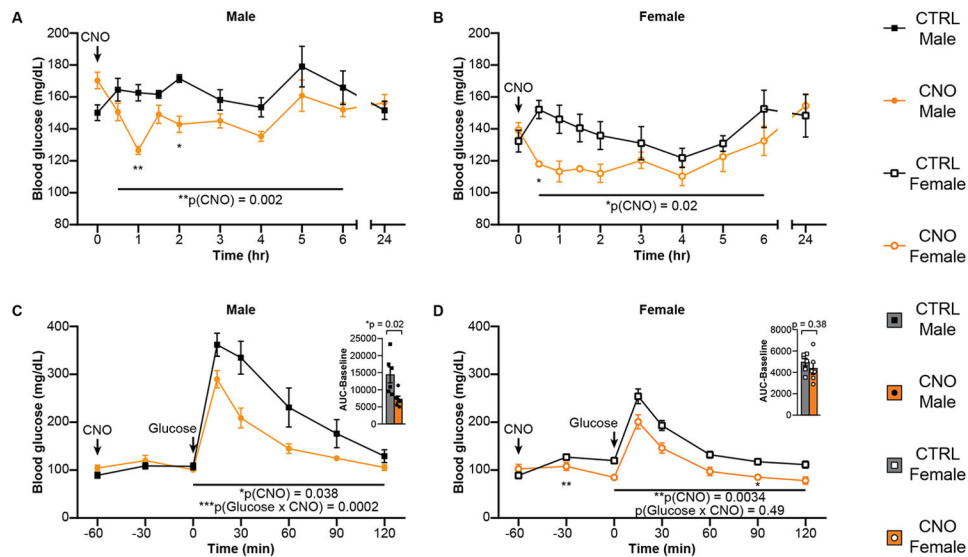 A
Male
CNO
Blood glucose (mg/dL)
200
180
160
140
120
100
80
**
*
**p(CNO) = 0.002
0
1
2
3
4
5
6
24
Time (hr)
B
Female
CNO
Blood glucose (mg/dL)
200
180
160
140
120
100
80
*
*p(CNO) = 0.02
0
1
2
3
4
5
6
24
Time (hr)
CTRL
Male
CNO
Male
CTRL
Female
CNO
Female
C
Male
Blood glucose (mg/dL)
400
300
200
100
0
CNO
Glucose
*p = 0.02
AUC-Baseline
25000
20000
15000
10000
5000
0
*p(CNO) = 0.038
***p(Glucose x CNO) = 0.0002
-60
-30
0
30
60
90
120
Time (min)
D
Female
Blood glucose (mg/dL)
400
300
200
100
0
CNO
Glucose
p = 0.38
AUC-Baseline
8000
6000
4000
2000
0
**
*
**p(CNO) = 0.0034
p(Glucose x CNO) = 0.49
-60
-30
0
30
60
90
120
Time (min)
CTRL
Male
CNO
Male
CTRL
Female
CNO
Female